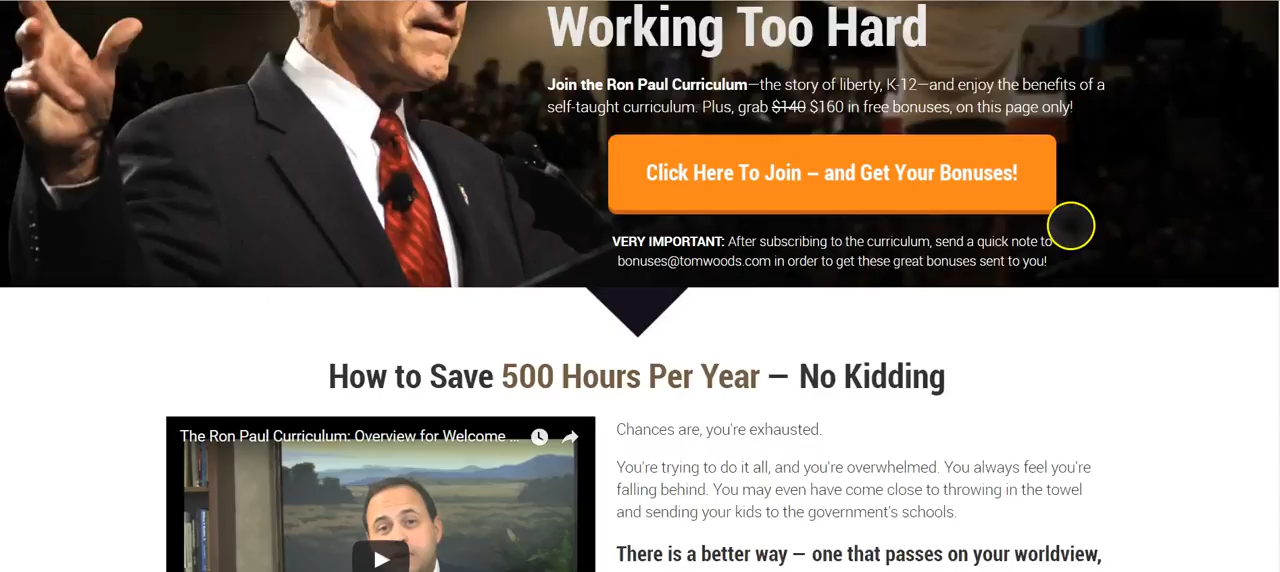 Working Too Hard
Join the Ron Paul Curriculum—the story of liberty, K-12—and enjoy the benefits of a
self-taught curriculum. Plus, grab $140 $160 in free bonuses, on this page only!
Click Here To Join – and Get Your Bonuses!
VERY IMPORTANT: After subscribing to the curriculum, send a quick note to
bonuses@tomwoods.com in order to get these great bonuses sent to you!
How to Save 500 Hours Per Year — No Kidding
The Ron Paul Curriculum: Overview for Welcome ...
Chances are, you're exhausted.
You're trying to do it all, and you're overwhelmed. You always feel you're
falling behind. You may even have come close to throwing in the towel
and sending your kids to the government's schools.
There is a better way — one that passes on your worldview,